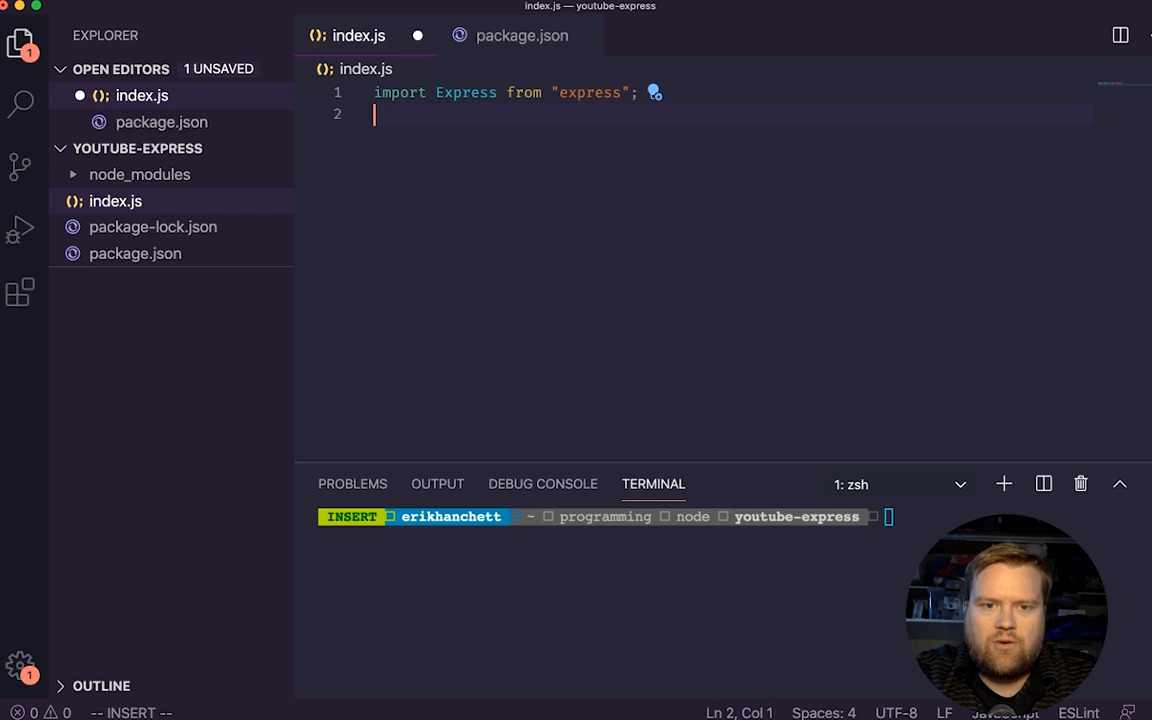 index.js — youtube-express
EXPLORER
index.js
package.json
1
OPEN EDITORS 1 UNSAVED
index.js
index.js
1 import Express from "express";
package.json
2
YOUTUBE-EXPRESS
node_modules
index.js
package-lock.json
package.json
PROBLEMS OUTPUT DEBUG CONSOLE TERMINAL 1: zsh
INSERT erikhanchett ~ programming node youtube-express
1
OUTLINE
0 0 -- INSERT -- Ln 2, Col 1 Spaces: 4 UTF-8 LF JavaScript ESLint